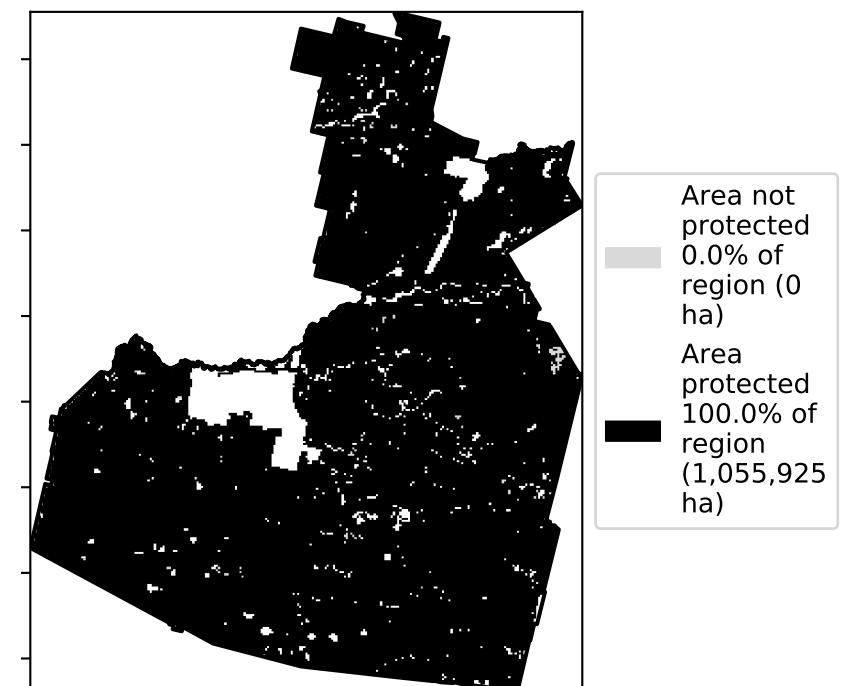 Area not
protected
0.0% of
region (0
ha)
Area
protected
100.0% of
region
(1,055,925
ha)